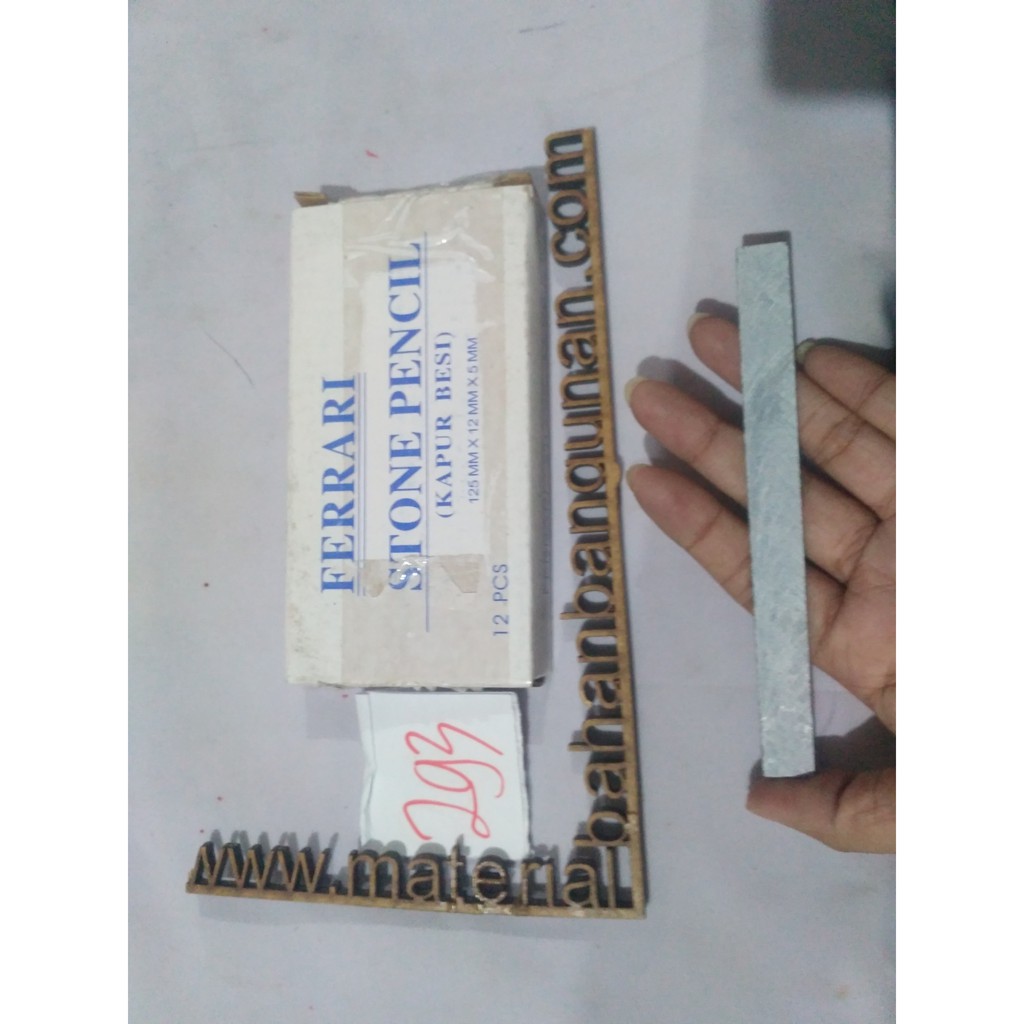 FERRARI
STONE PENCIL
(KAPUR BESI)
125 MM X 12 MM X 5 MM
12 PCS
293
www.materialbahanbangunan.com